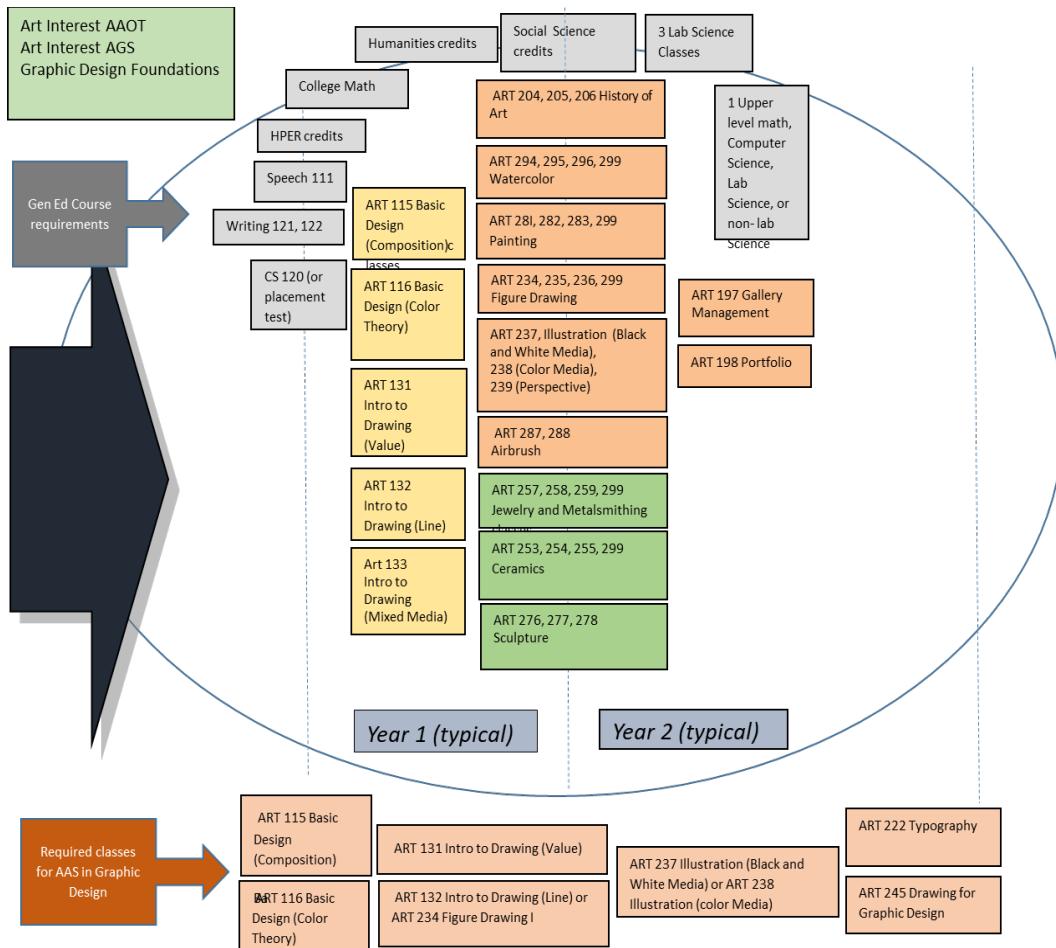 Art Interest AAOT
Art Interest AGS
Graphic Design Foundations
Humanities credits
Social Science
credits
3 Lab Science
Classes
College Math
HPER credits
Speech 111
Writing 121, 122
CS 120 (or
placement
test)
Gen Ed Course
requirements
ART 115 Basic
Design
(Composition)c
lasses
ART 116 Basic
Design (Color
Theory)
ART 131
Intro to
Drawing
(Value)
ART 132
Intro to
Drawing (Line)
Art 133
Intro to
Drawing
(Mixed Media)
ART 204, 205, 206 History of
Art
ART 294, 295, 296, 299
Watercolor
ART 28l, 282, 283, 299
Painting
ART 234, 235, 236, 299
Figure Drawing
ART 237, Illustration (Black
and White Media),
238 (Color Media),
239 (Perspective)
ART 287, 288
Airbrush
ART 257, 258, 259, 299
Jewelry and Metalsmithing
ART 253, 254, 255, 299
Ceramics
ART 276, 277, 278
Sculpture
1 Upper
level math,
Computer
Science,
Lab
Science, or
non- lab
Science
ART 197 Gallery
Management
ART 198 Portfolio
Year 1 (typical)
Year 2 (typical)
Required classes
for AAS in Graphic
Design
ART 115 Basic
Design
(Composition)
Ba
ART 116 Basic
Design (Color
Theory)
ART 131 Intro to Drawing (Value)
ART 132 Intro to Drawing (Line) or
ART 234 Figure Drawing I
ART 237 Illustration (Black and
White Media) or ART 238
Illustration (color Media)
ART 222 Typography
ART 245 Drawing for
Graphic Design